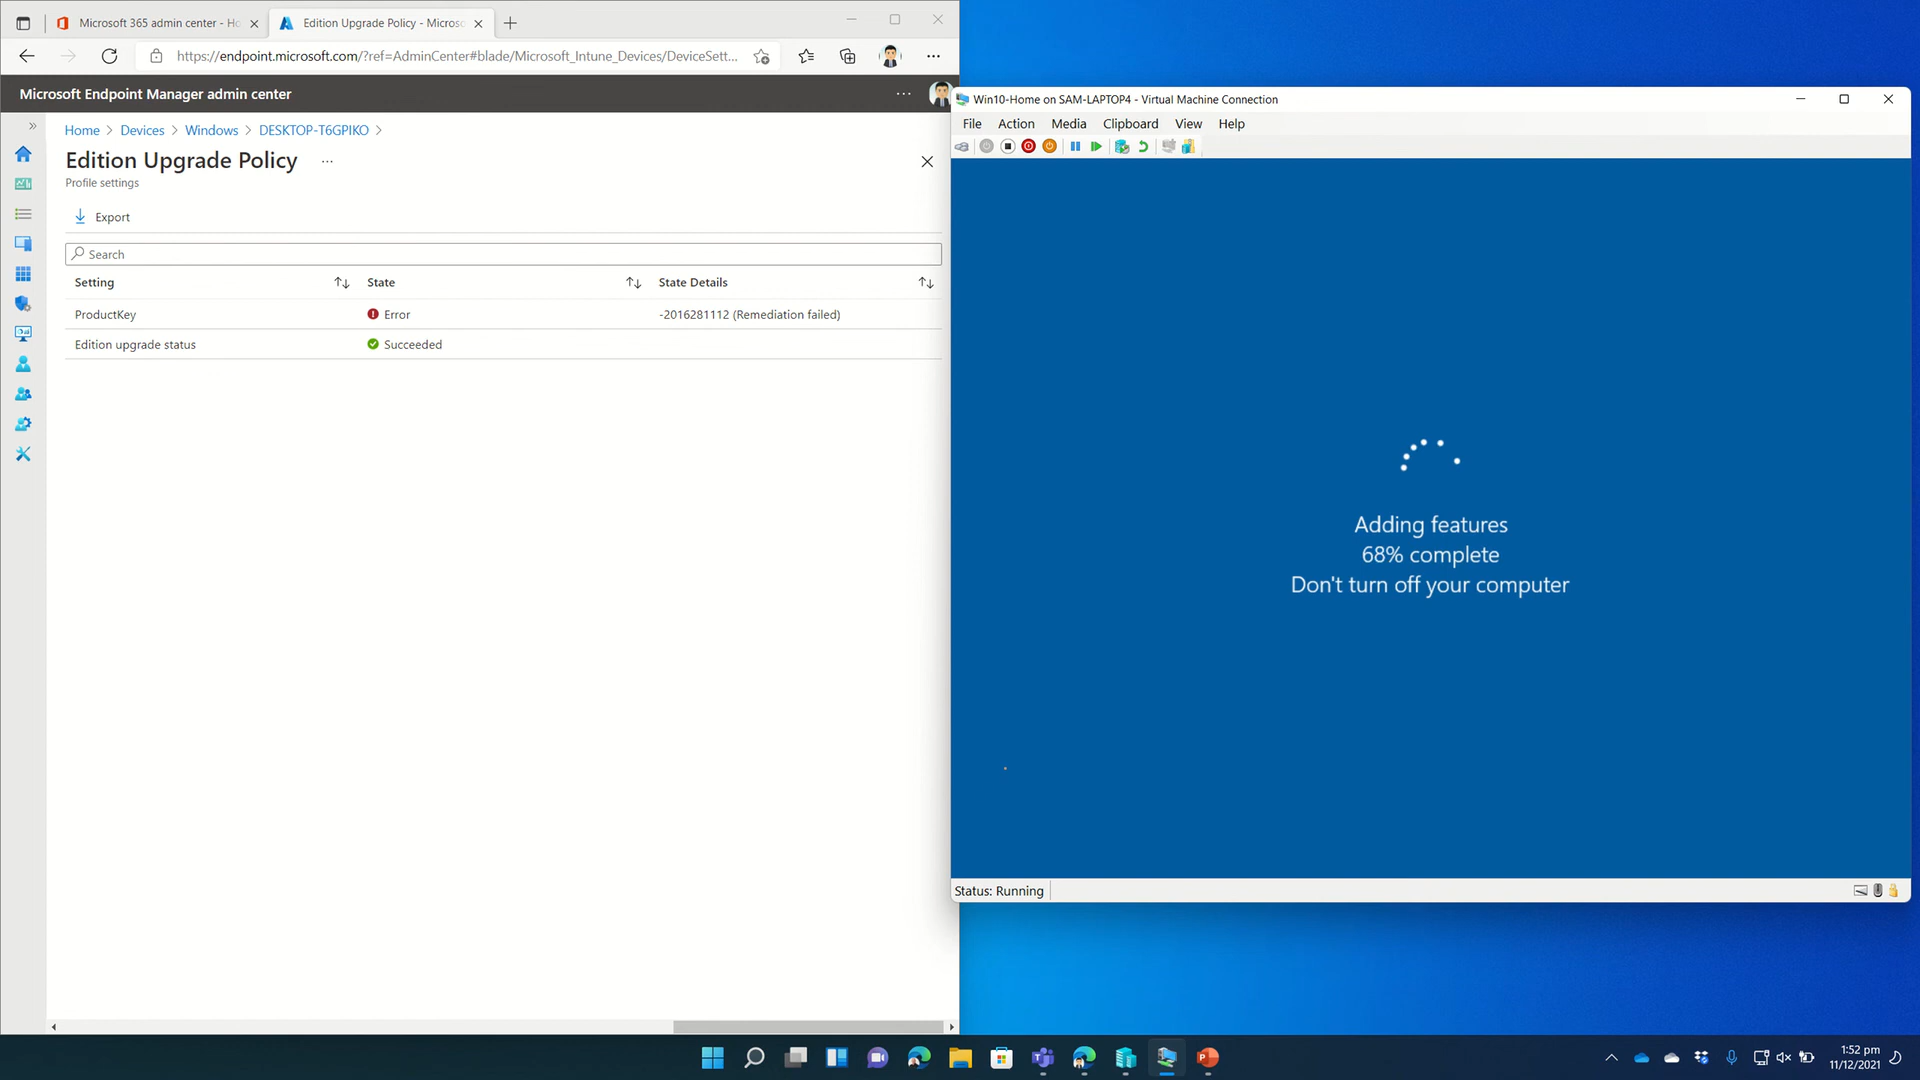 Microsoft 365 admin center - Ho
Edition Upgrade Policy - Microso
https://endpoint.microsoft.com/?ref=AdminCenter#blade/Microsoft_Intune_Devices/DeviceSett...
Microsoft Endpoint Manager admin center
Home > Devices > Windows > DESKTOP-T6GPIKO >
Edition Upgrade Policy ...
Profile settings
Export
Search
Setting State State Details
ProductKey Error -2016281112 (Remediation failed)
Edition upgrade status Succeeded
Win10-Home on SAM-LAPTOP4 - Virtual Machine Connection
File Action Media Clipboard View Help
Adding features
68% complete
Don't turn off your computer
Status: Running
1:52 pm
11/12/2021